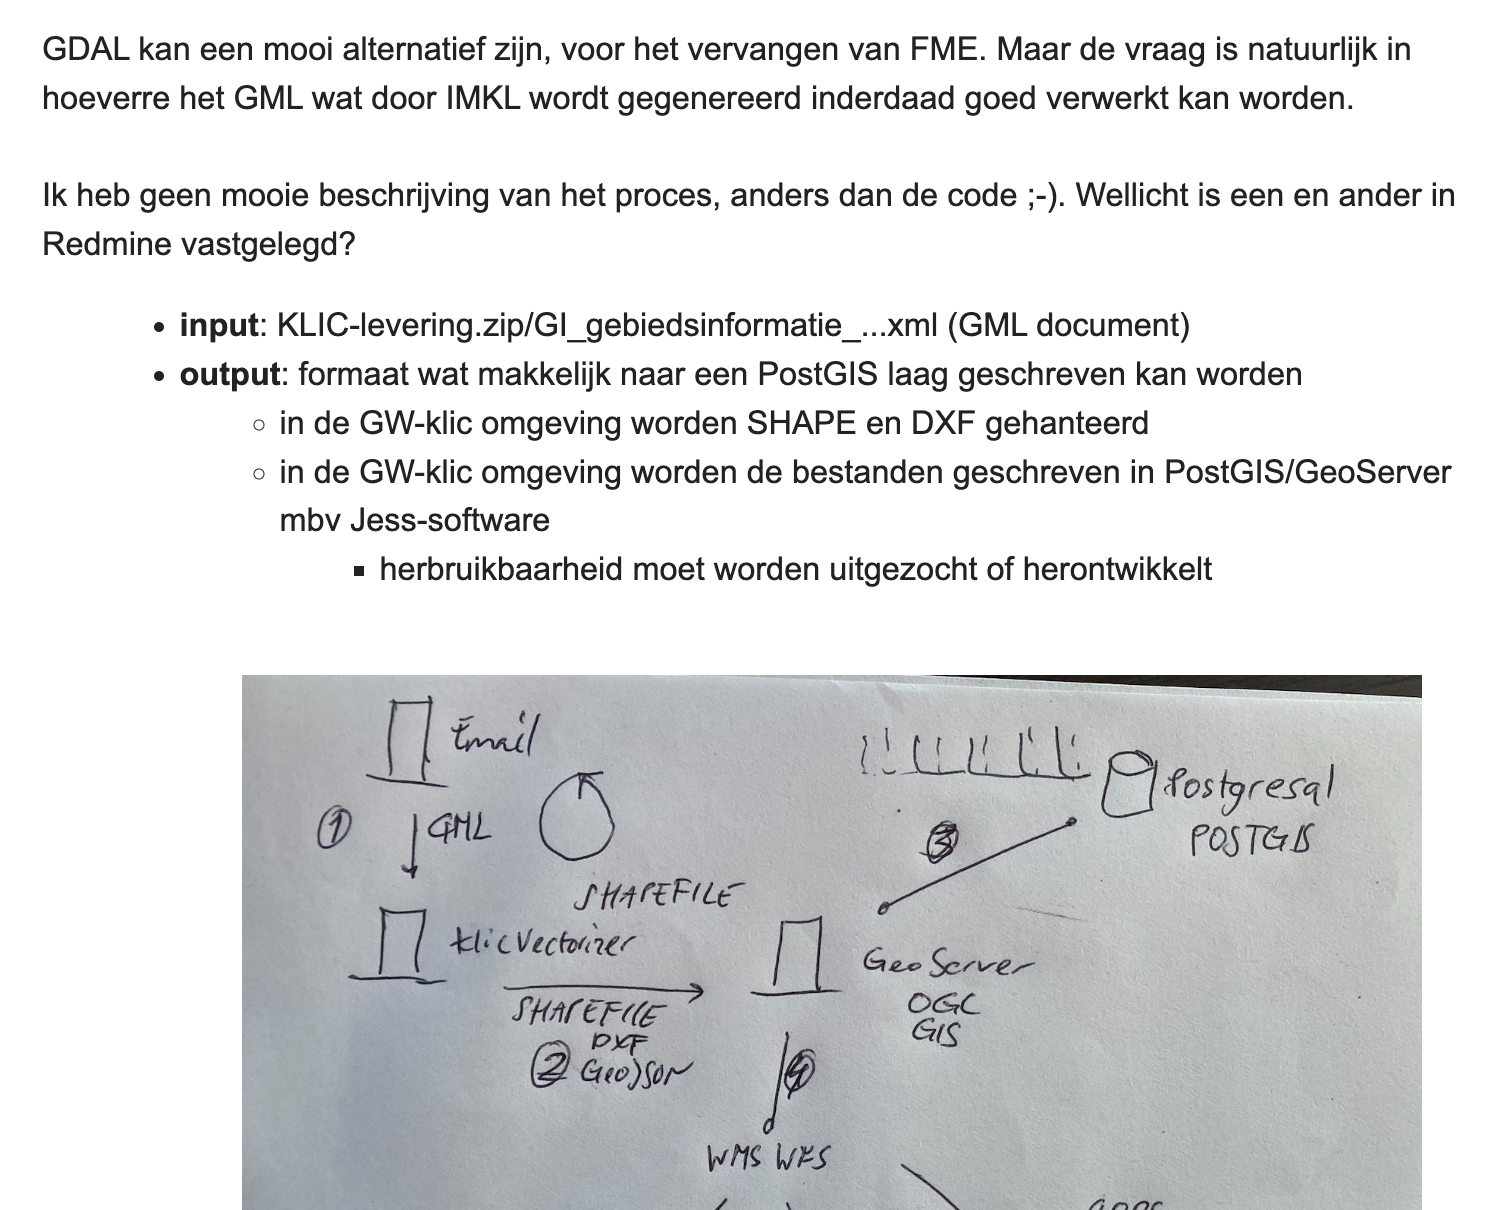 GDAL kan een mooi alternatief zijn, voor het vervangen van FME. Maar de vraag is natuurlijk in
hoeverre het GML wat door IMKL wordt gegenereerd inderdaad goed verwerkt kan worden.
Ik heb geen mooie beschrijving van het proces, anders dan de code ;-). Wellicht is een en ander in
Redmine vastgelegd?
• input: KLIC-levering.zip/GI_gebiedsinformatie_...xml (GML document)
• output: formaat wat makkelijk naar een PostGIS laag geschreven kan worden
◦ in de GW-klic omgeving worden SHAPE en DXF gehanteerd
◦ in de GW-klic omgeving worden de bestanden geschreven in PostGIS/GeoServer
mbv Jess-software
▪ herbruikbaarheid moet worden uitgezocht of herontwikkelt
Email
Postgresql
POSTGIS
① GML
③
SHAPEFILE
klicVectorizer
GeoServer
OGC
GIS
SHAPEFILE
DXF
② GeoJSON
④
WMS WFS